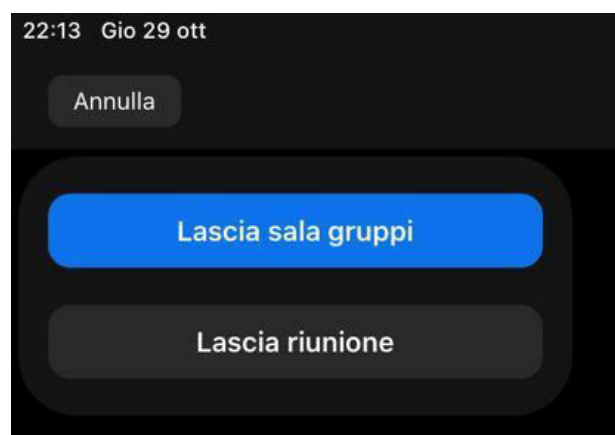 22:13 Gio 29 ott
Annulla
Lascia sala gruppi
Lascia riunione